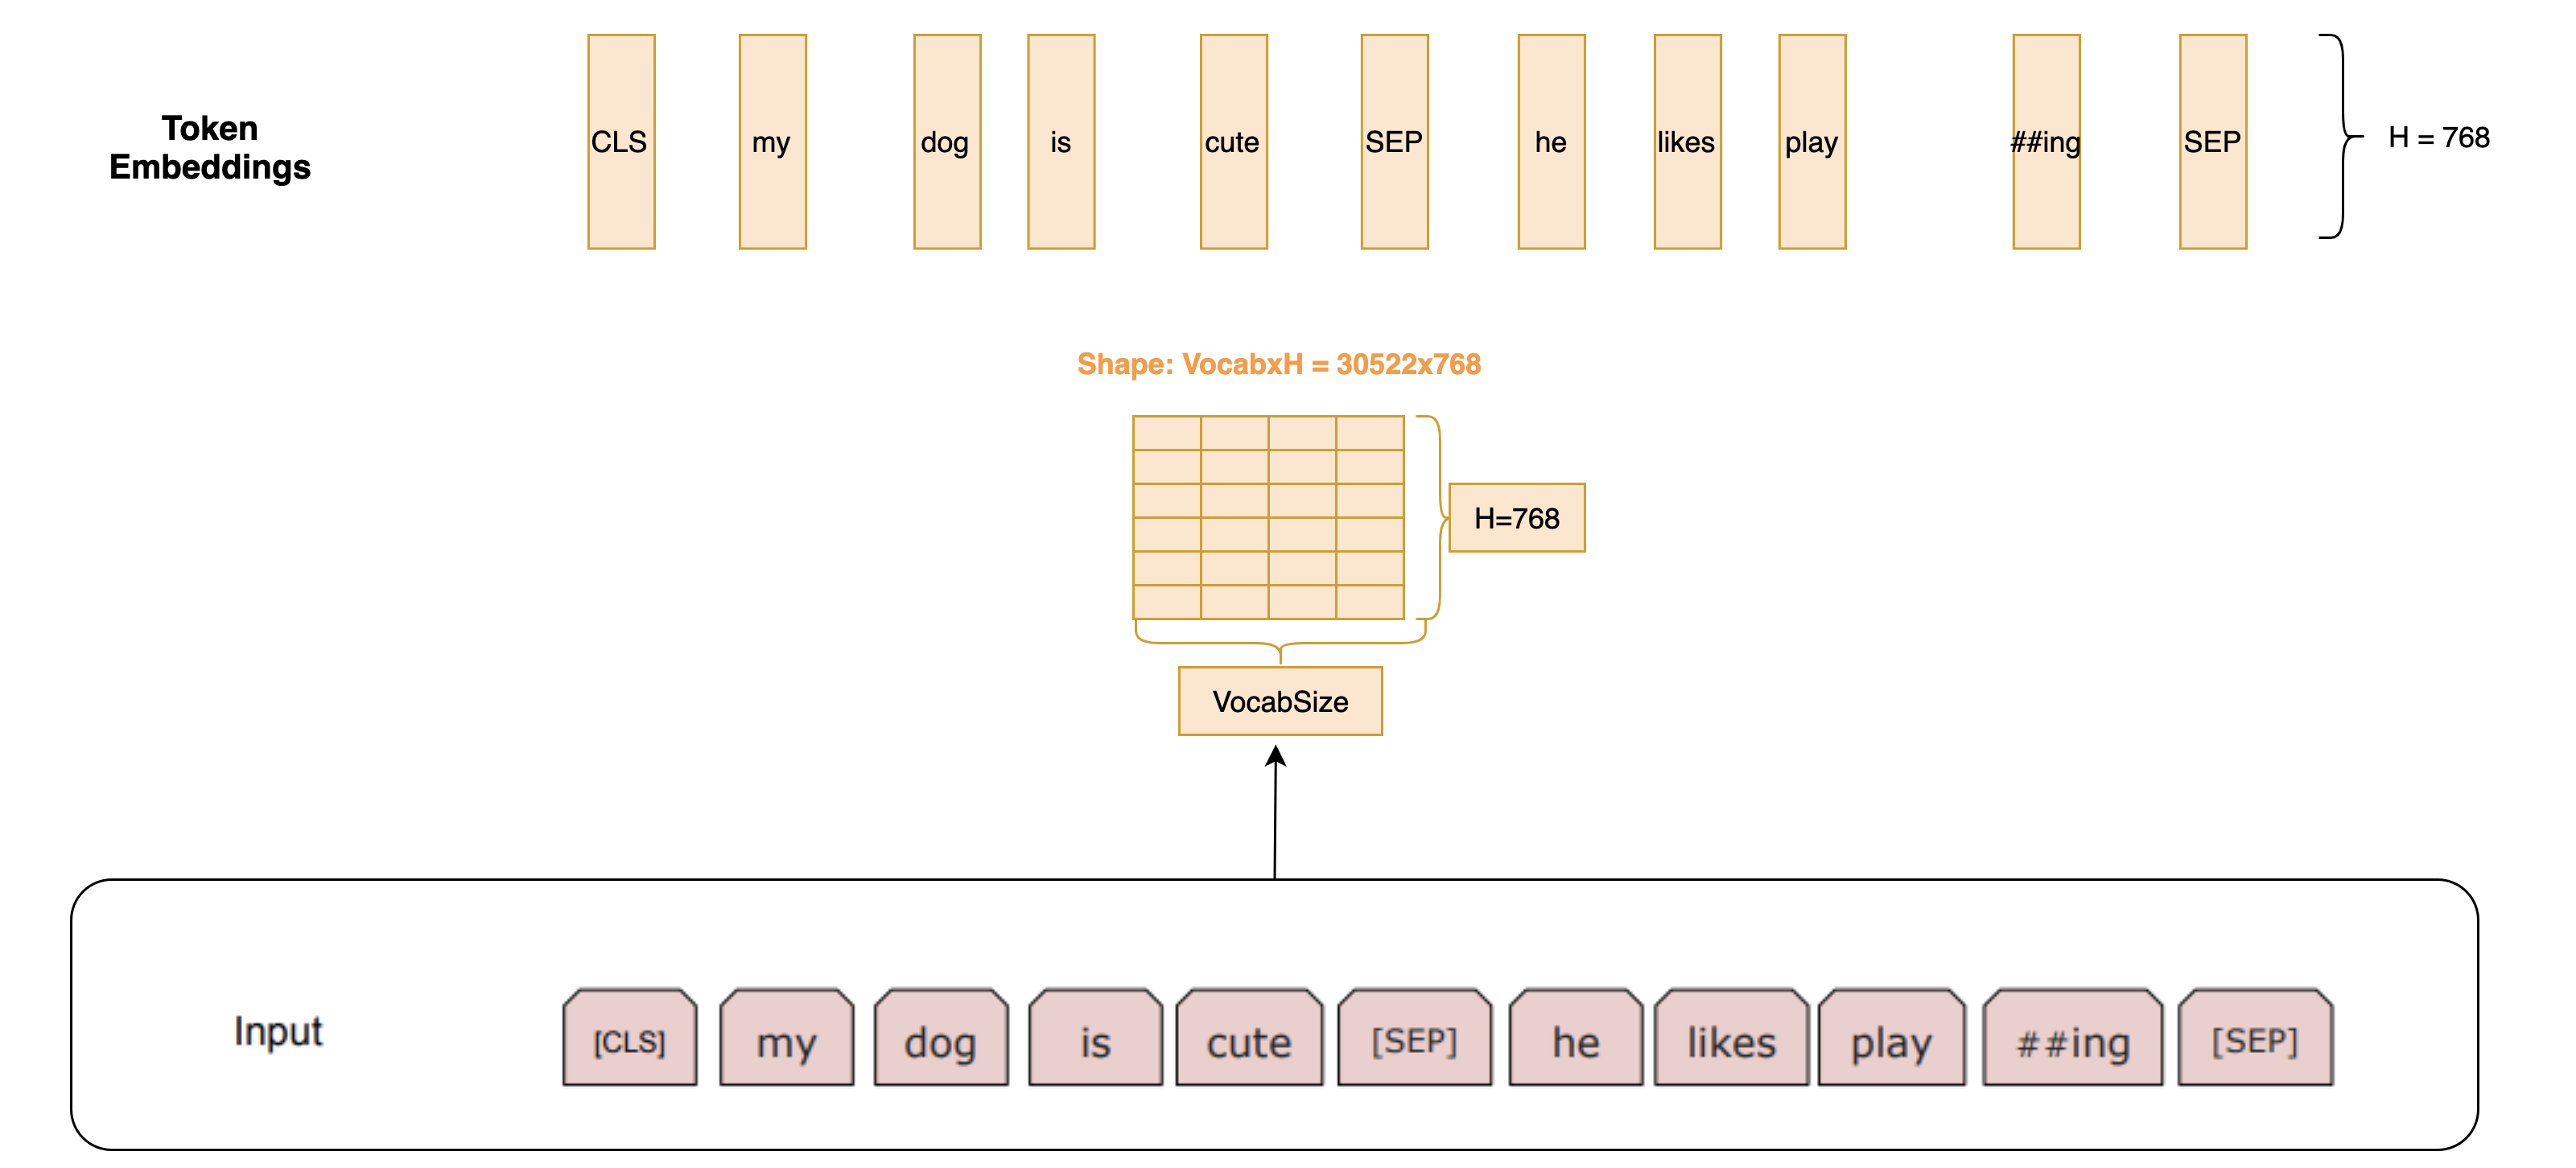 Token
Embeddings
CLS my dog is cute SEP he likes play ##ing SEP
H = 768
Shape: VocabxH = 30522x768
H=768
VocabSize
Input
[CLS] my dog is cute [SEP] he likes play ##ing [SEP]